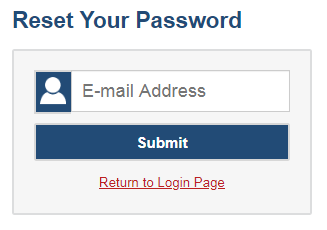 Reset Your Password
E-mail Address
Submit
Return to Login Page